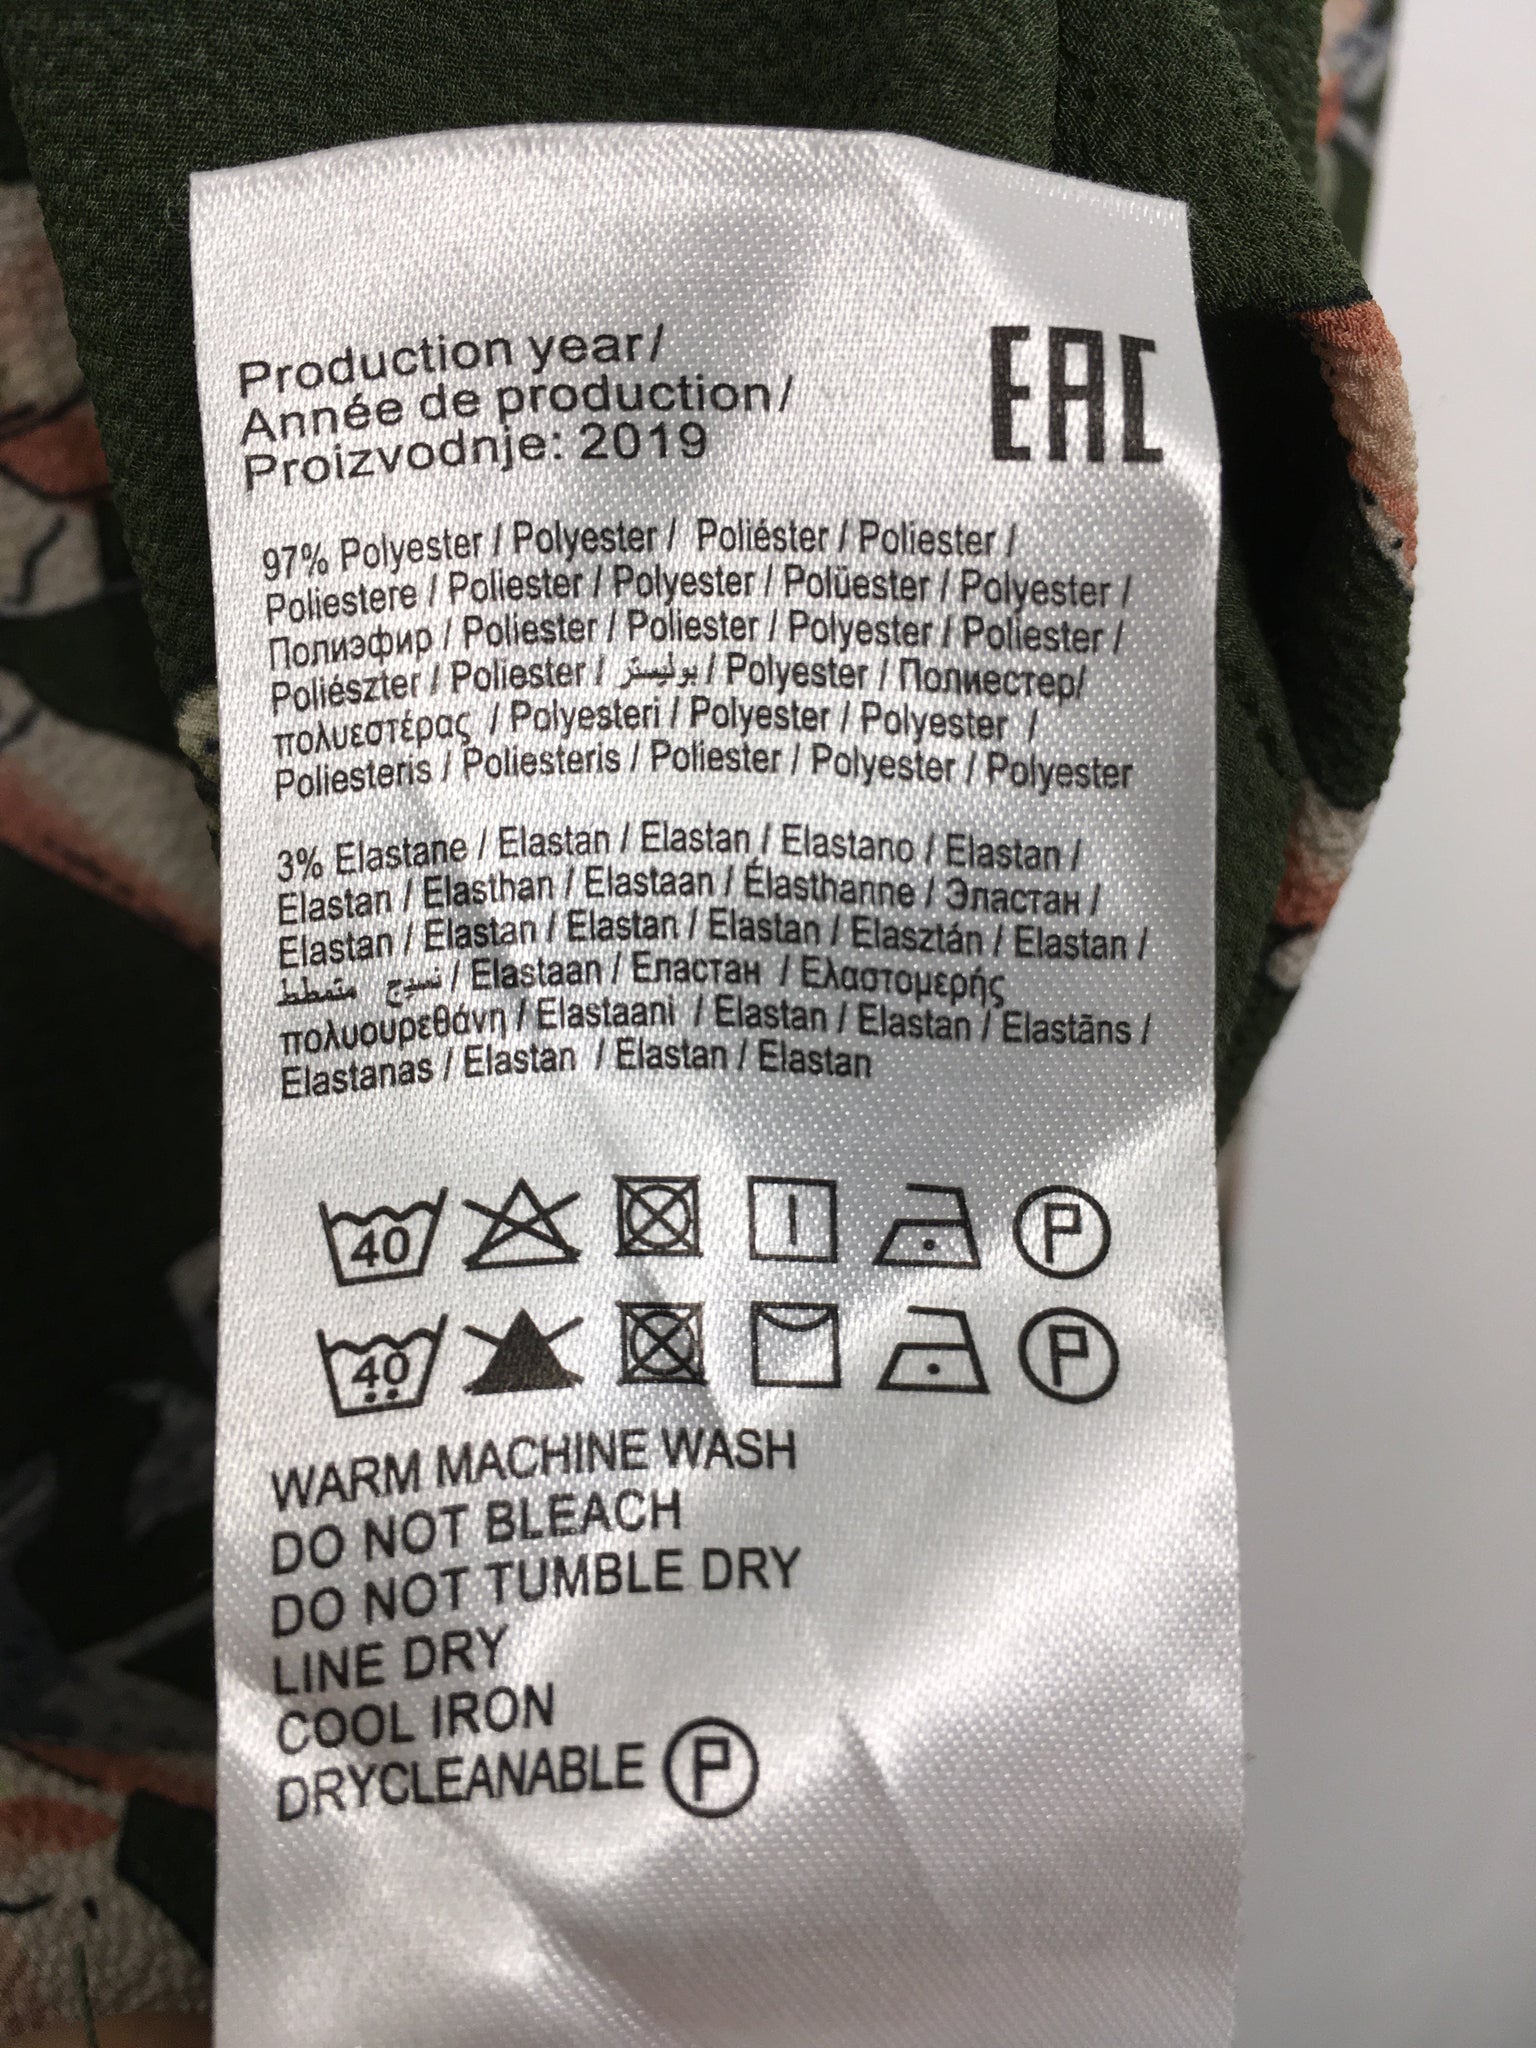 Production year/
Année de production/
Proizvodnje: 2019
EAC
97% Polyester / Polyester / Poliéster / Poliester /
Poliestere / Poliester / Polyester / Polüester / Polyester /
Полиэфир / Poliester / Poliester / Polyester / Poliester /
Poliészter / Poliester / بوليستر / Polyester / Полиестер/
πολυεστέρας / Polyesteri / Polyester / Polyester /
Poliesteris / Poliesteris / Poliester / Polyester / Polyester
3% Elastane / Elastan / Elastan / Elastano / Elastan /
Elastan / Elasthan / Elastaan / Élasthanne / Эластан /
Elastan / Elastan / Elastan / Elastan / Elasztán / Elastan /
نسيج متمطط / Elastaan / Еластан / Ελαστομερής
πολυουρεθάνη / Elastaani / Elastan / Elastan / Elastāns /
Elastanas / Elastan / Elastan / Elastan
40 P
40 P
WARM MACHINE WASH
DO NOT BLEACH
DO NOT TUMBLE DRY
LINE DRY
COOL IRON
DRYCLEANABLE P